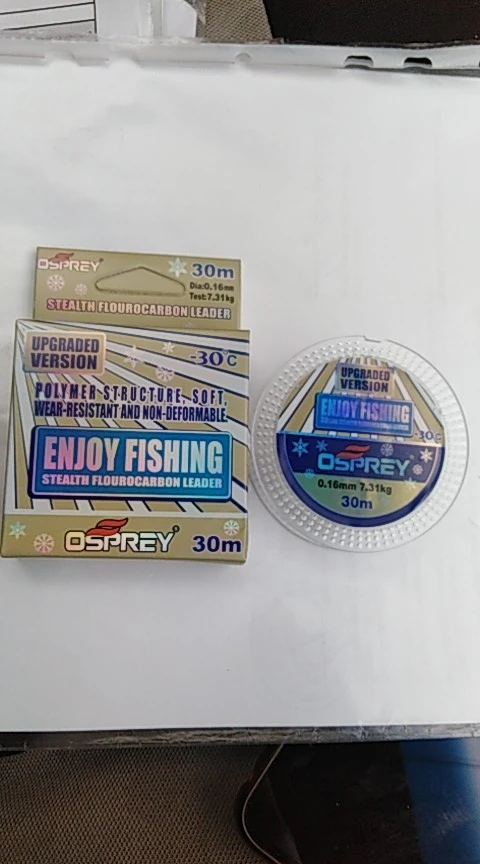 OSPREY
30m
Dia:0.16mm
Test:7.31kg
STEALTH FLOUROCARBON LEADER
UPGRADED
VERSION
-30°C
POLYMER STRUCTURE, SOFT,
WEAR-RESISTANT AND NON-DEFORMABLE.
ENJOY FISHING
STEALTH FLOUROCARBON LEADER
OSPREY®
30m
UPGRADED
VERSION
ENJOY FISHING
-30°C
OSPREY
0.16mm 7.31kg
30m